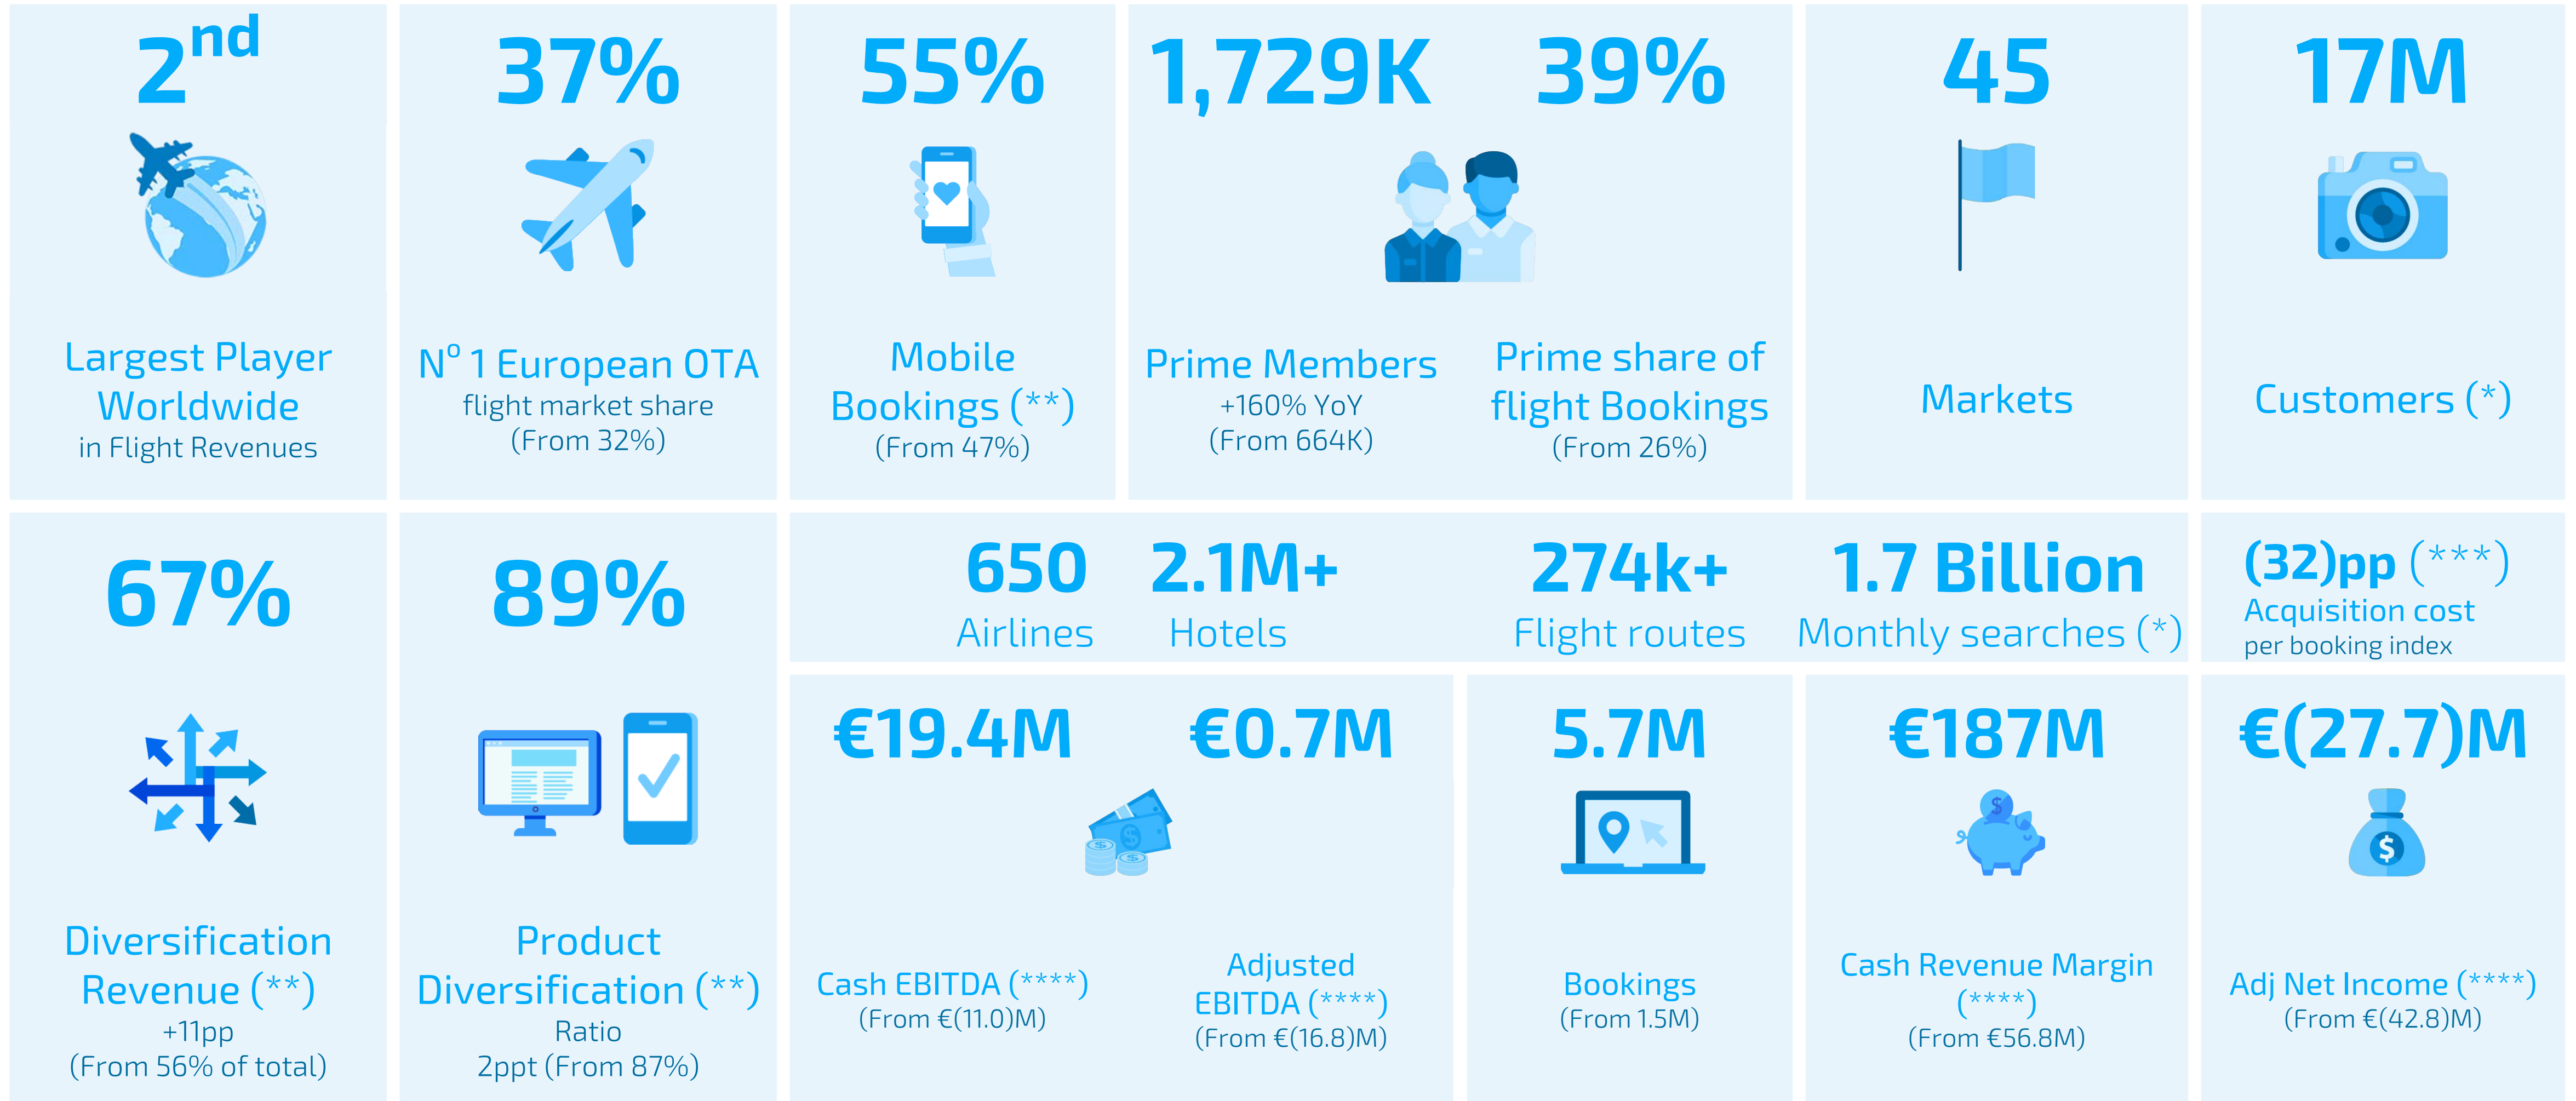 2nd
Largest Player
Worldwide
in Flight Revenues
37%
Nº 1 European OTA
flight market share
(From 32%)
55%
Mobile
Bookings (**)
(From 47%)
1,729K
Prime Members
+160% YoY
(From 664K)
39%
Prime share of
flight Bookings
(From 26%)
45
Markets
17M
Customers (*)
67%
Diversification
Revenue (**)
+11pp
(From 56% of total)
89%
Product
Diversification (**)
Ratio
2ppt (From 87%)
650
Airlines
2.1M+
Hotels
274k+
Flight routes
1.7 Billion
Monthly searches (*)
(32)pp (***)
Acquisition cost
per booking index
€19.4M
$
$
$
Cash EBITDA (****)
(From €(11.0)M)
€0.7M
Adjusted
EBITDA (****)
(From €(16.8)M)
5.7M
Bookings
(From 1.5M)
€187M
$
Cash Revenue Margin
(****)
(From €56.8M)
€(27.7)M
$
Adj Net Income (****)
(From €(42.8)M)